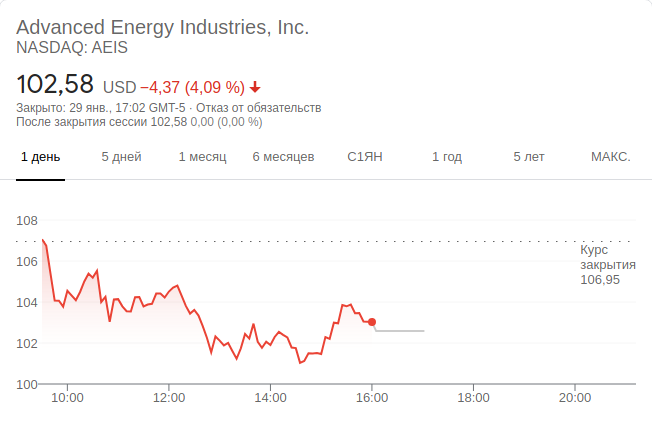 Advanced Energy Industries, Inc.
NASDAQ: AEIS
102,58 USD −4,37 (4,09 %)
Закрыто: 29 янв., 17:02 GMT-5 · Отказ от обязательств
После закрытия сессии 102,58 0,00 (0,00 %)
1 день 5 дней 1 месяц 6 месяцев С1ЯН 1 год 5 лет МАКС.
108
106
104
102
100
Курс
закрытия
106,95
10:00 12:00 14:00 16:00 18:00 20:00